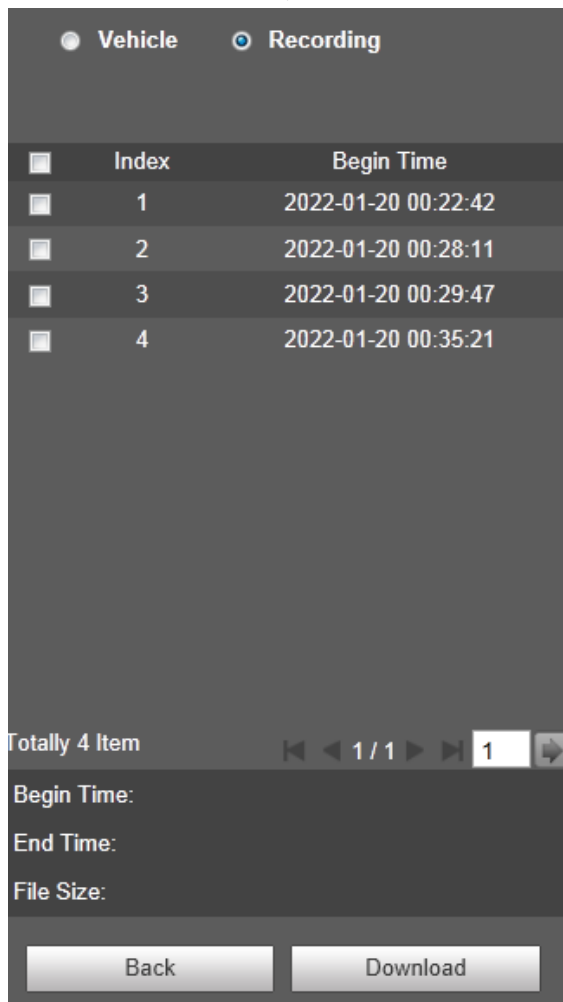 Vehicle Recording
Index Begin Time
1 2022-01-20 00:22:42
2 2022-01-20 00:28:11
3 2022-01-20 00:29:47
4 2022-01-20 00:35:21
Totally 4 Item 1 / 1 1
Begin Time:
End Time:
File Size:
Back Download